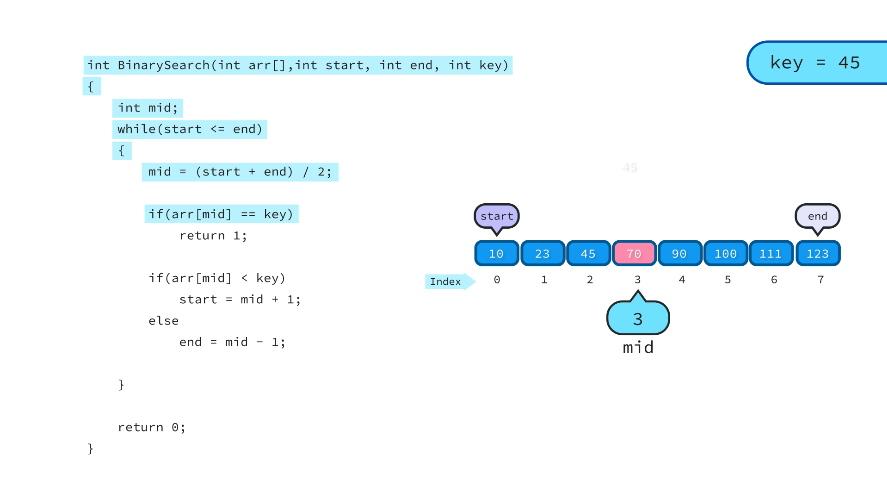 int BinarySearch(int arr[],int start, int end, int key)
{
int mid;
while(start <= end)
{
mid = (start + end) / 2;
if(arr[mid] == key)
return 1;
if(arr[mid] < key)
start = mid + 1;
else
end = mid - 1;
}
return 0;
}
key = 45
45
start end
10 23 45 70 90 100 111 123
Index 0 1 2 3 4 5 6 7
3
mid